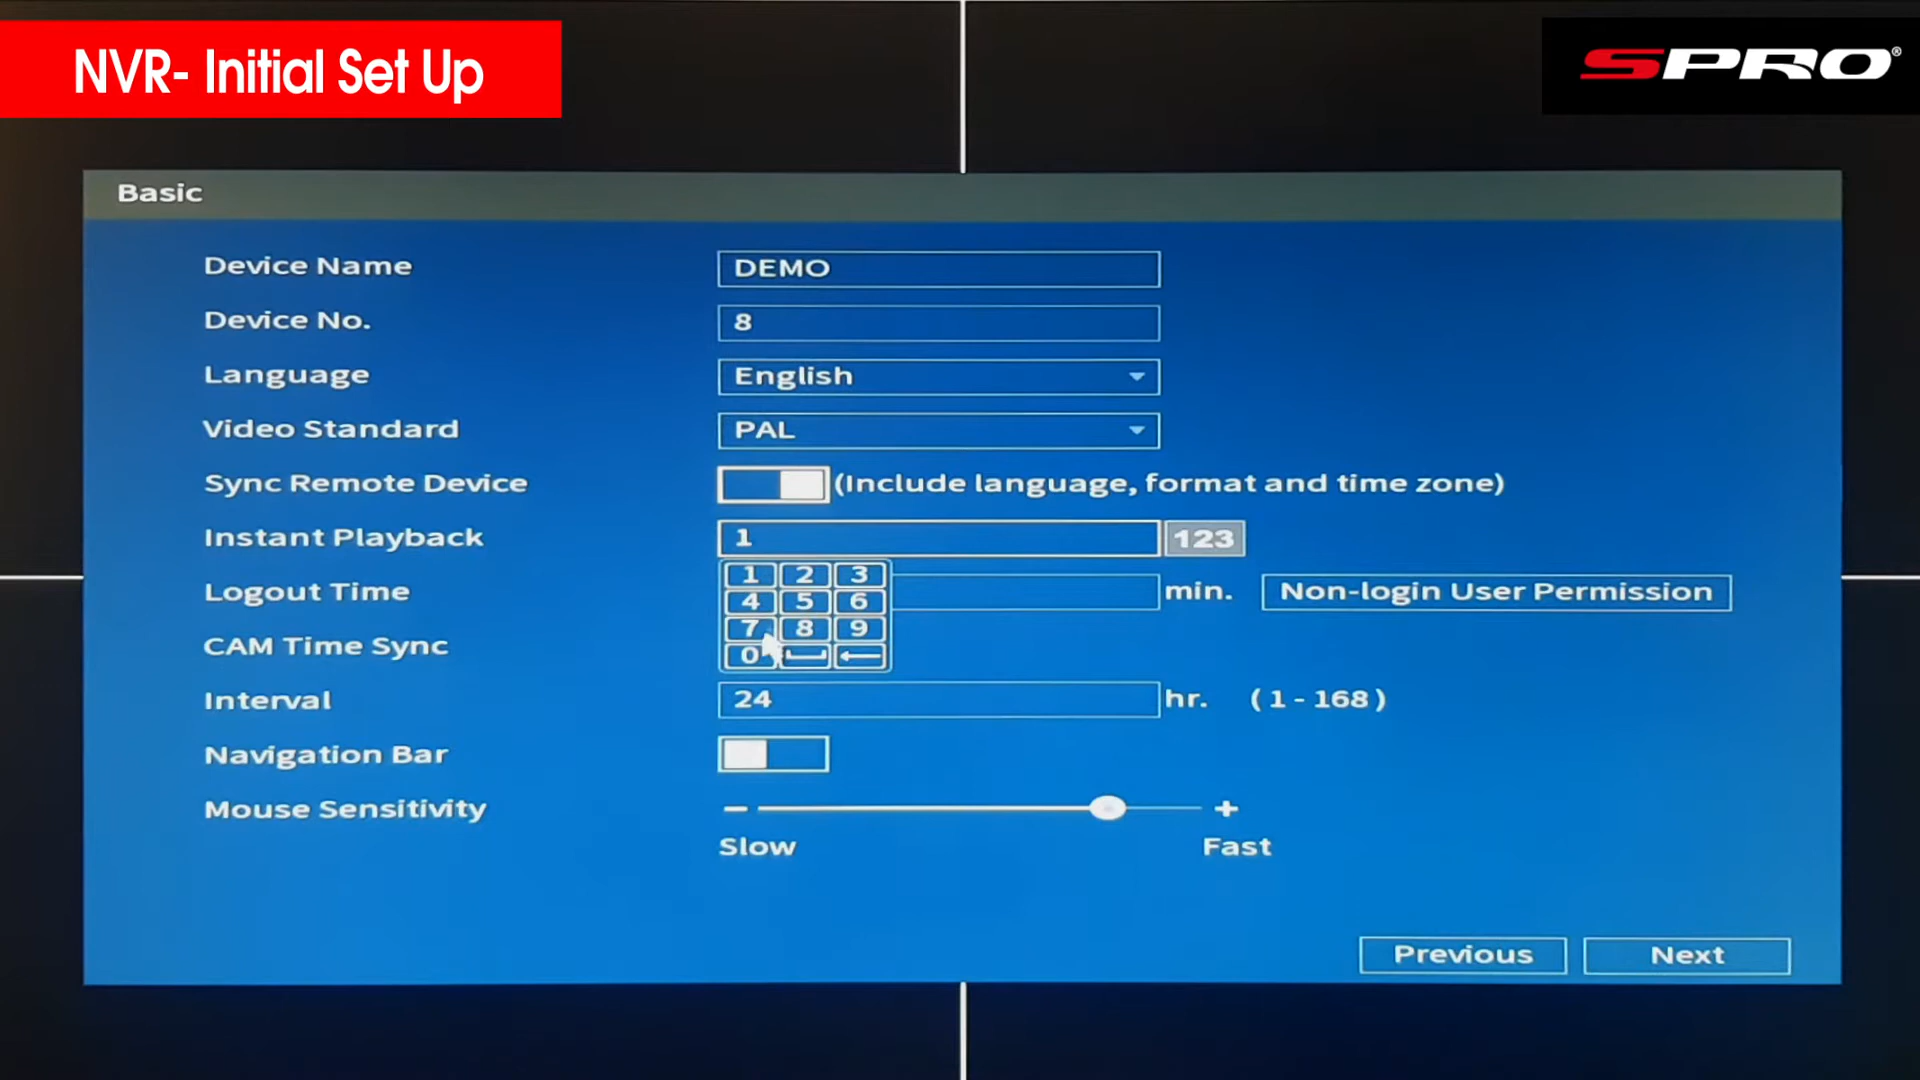 NVR- Initial Set Up
SPRO®
Basic
Device Name DEMO
Device No. 8
Language English
Video Standard PAL
Sync Remote Device (Include language, format and time zone)
Instant Playback 1 123
1 2 3
Logout Time min. Non-login User Permission
4 5 6
7 8 9
CAM Time Sync
0
Interval 24 hr. ( 1 - 168 )
Navigation Bar
Mouse Sensitivity - +
Slow Fast
Previous Next